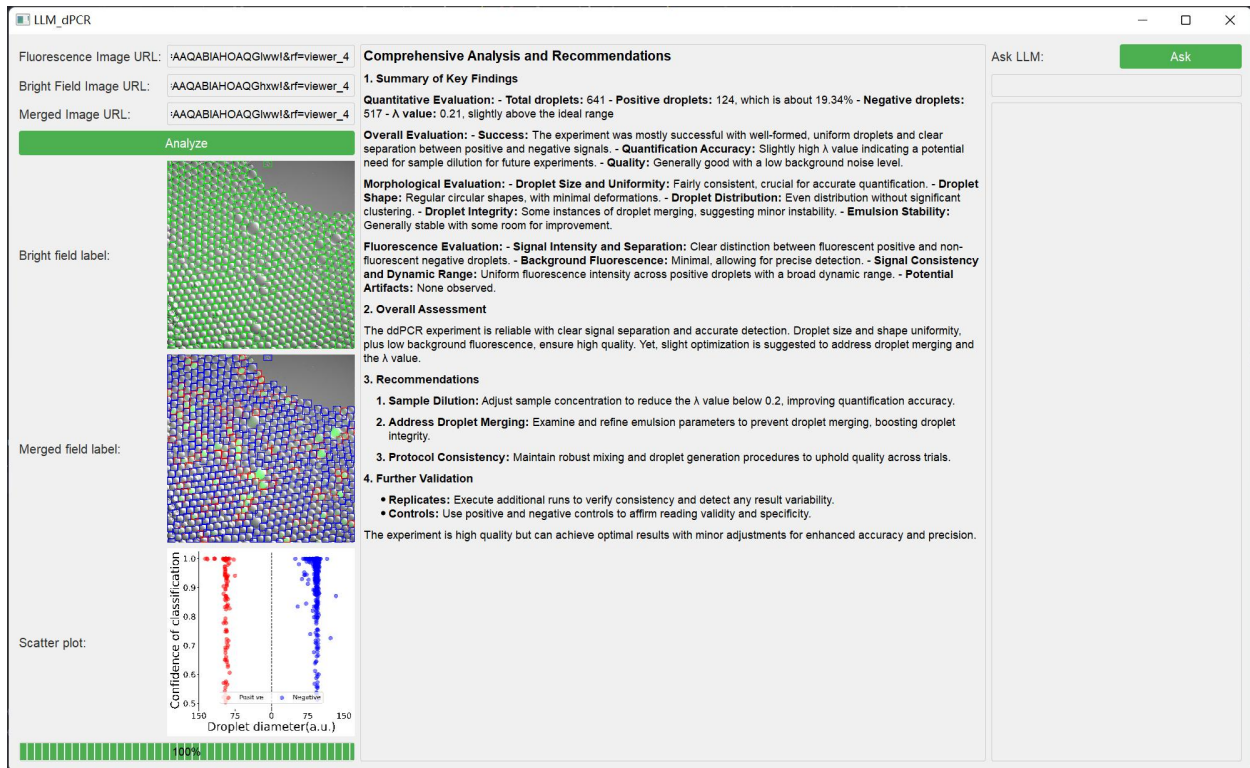 LLM_dPCR
Fluorescence Image URL:
:AAQABIAHOAQGIww!&rf=viewer_4
Bright Field Image URL:
:AAQABIAHOAQGhxw!&rf=viewer_4
Merged Image URL:
:AAQABIAHOAQGIww!&rf=viewer_4
Analyze
Bright field label:
Merged field label:
Scatter plot:
Confidence of classification
1.0
0.9
0.8
0.7
0.6
0.5
Positive
Negitive
150 75 0 75 150
Droplet diameter(a.u.)
100%
Comprehensive Analysis and Recommendations
1. Summary of Key Findings
Quantitative Evaluation: - Total droplets: 641 - Positive droplets: 124, which is about 19.34% - Negative droplets:
517 - λ value: 0.21, slightly above the ideal range
Overall Evaluation: - Success: The experiment was mostly successful with well-formed, uniform droplets and clear
separation between positive and negative signals. - Quantification Accuracy: Slightly high λ value indicating a potential
need for sample dilution for future experiments. - Quality: Generally good with a low background noise level.
Morphological Evaluation: - Droplet Size and Uniformity: Fairly consistent, crucial for accurate quantification. - Droplet
Shape: Regular circular shapes, with minimal deformations. - Droplet Distribution: Even distribution without significant
clustering. - Droplet Integrity: Some instances of droplet merging, suggesting minor instability. - Emulsion Stability:
Generally stable with some room for improvement.
Fluorescence Evaluation: - Signal Intensity and Separation: Clear distinction between fluorescent positive and non-
fluorescent negative droplets. - Background Fluorescence: Minimal, allowing for precise detection. - Signal Consistency
and Dynamic Range: Uniform fluorescence intensity across positive droplets with a broad dynamic range. - Potential
Artifacts: None observed.
2. Overall Assessment
The ddPCR experiment is reliable with clear signal separation and accurate detection. Droplet size and shape uniformity,
plus low background fluorescence, ensure high quality. Yet, slight optimization is suggested to address droplet merging and
the λ value.
3. Recommendations
1. Sample Dilution: Adjust sample concentration to reduce the λ value below 0.2, improving quantification accuracy.
2. Address Droplet Merging: Examine and refine emulsion parameters to prevent droplet merging, boosting droplet
integrity.
3. Protocol Consistency: Maintain robust mixing and droplet generation procedures to uphold quality across trials.
4. Further Validation
• Replicates: Execute additional runs to verify consistency and detect any result variability.
• Controls: Use positive and negative controls to affirm reading validity and specificity.
The experiment is high quality but can achieve optimal results with minor adjustments for enhanced accuracy and precision.
Ask LLM:
Ask